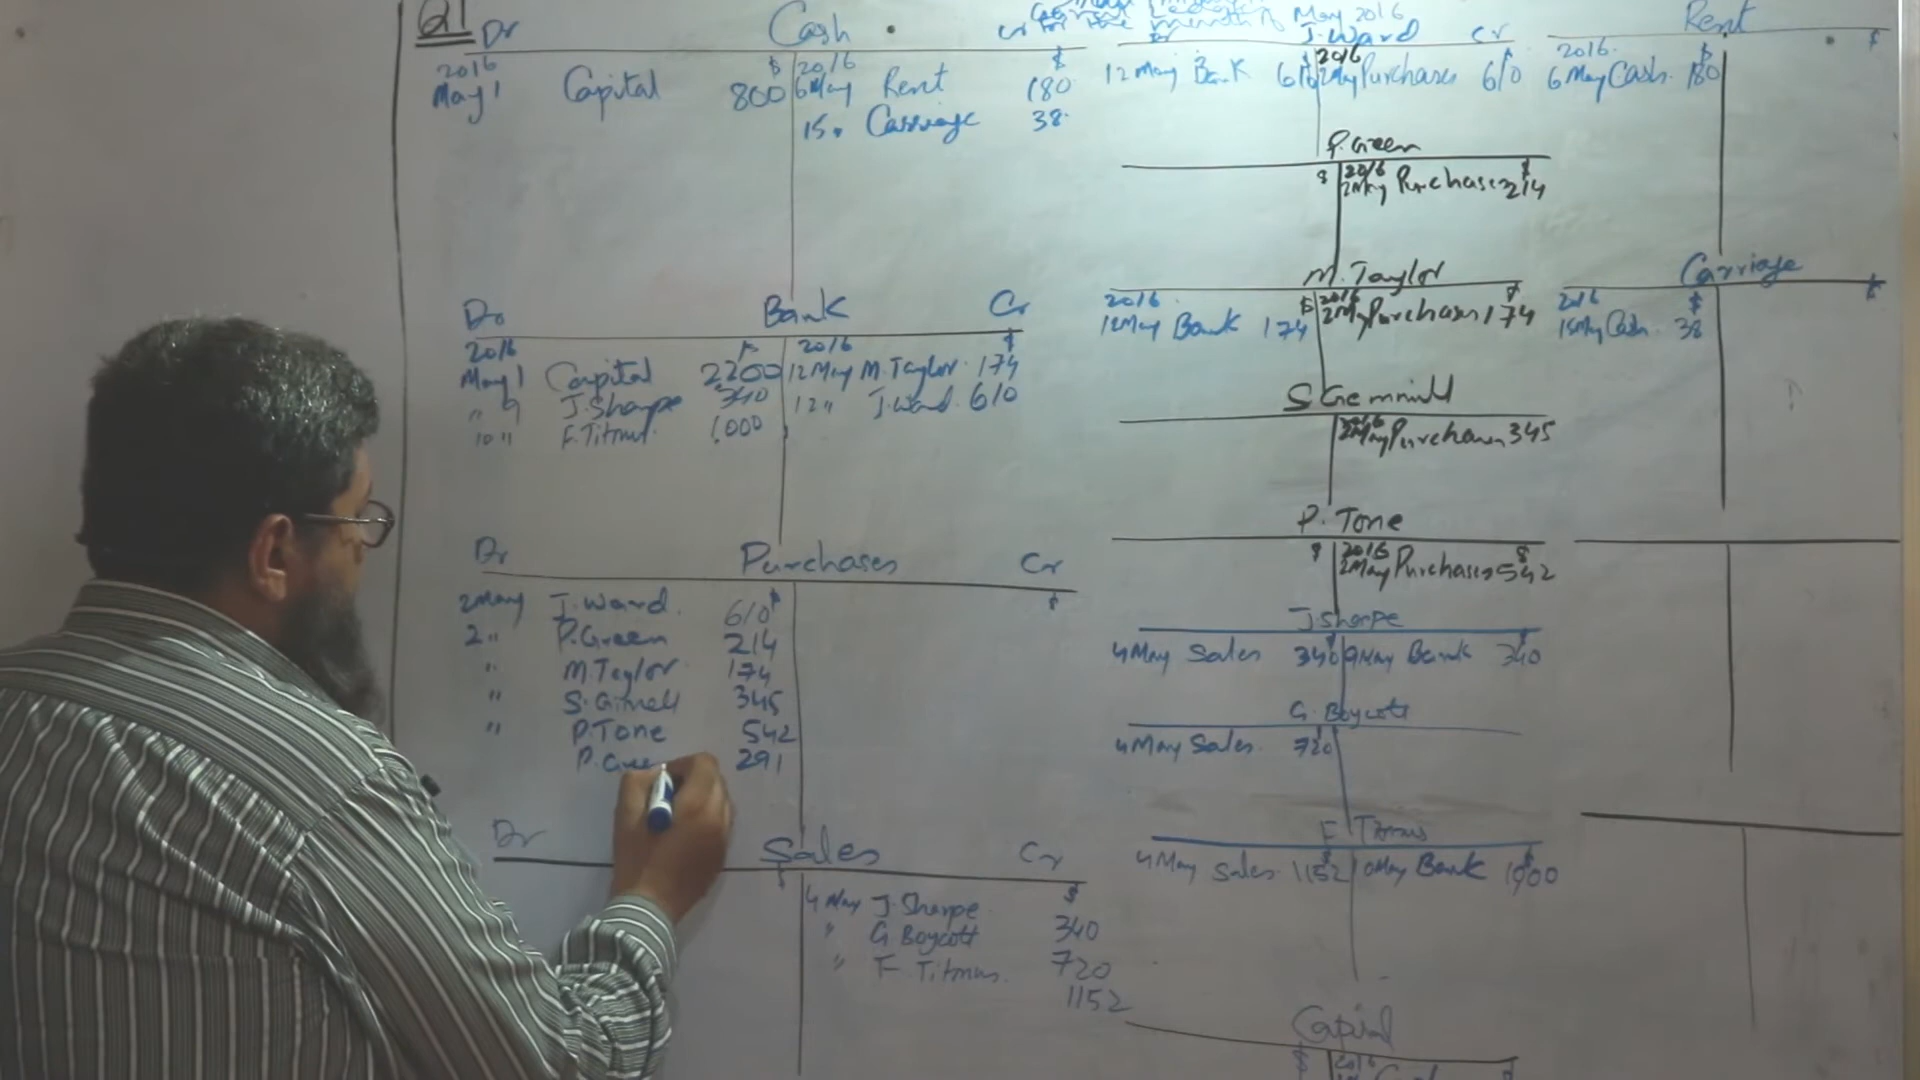 Q1
Dr Cash Cr
2016 $ 2016 $
May 1 Capital 800 6 May Rent 180
15 " Carriage 38
Dr Bank Cr
2016 $ 2016 $
May 1 Capital 2200 12 May M. Taylor 174
" 9 J. Sharpe 340 12 " J. Ward 610
10 " F. Titmus 1000
Dr Purchases Cr
$ $
2 May J. Ward 610
2 " P. Green 214
" M Taylor 174
" S. Gimell 345
" P. Tone 542
P. Gree 291
Dr Sales Cr
$ $
4 May J. Sharpe 340
" G Boycott 720
" F Titmus 1152
month of May 2016
J. Ward Cr
2016
12 May Bank 610 2 May Purchases 610
P. Green
$ 2016 $
2 May Purchases 214
M. Taylor
2016 $ 2016 $
12 May Bank 174 2 May Purchases 174
S Gemmill
2016
2 May Purchases 345
P. Tone
$ 2016 $
2 May Purchases 542
J. Sharpe
4 May Sales 340 9 May Bank 340
G. Boycott
4 May Sales 720
F Titmus
$ $
4 May Sales 1152 10 May Bank 1000
Capital
$ 2016 $
Rent
2016 $ $
6 May Cash 180
Carriage
2016 $ $
15 May Cash 38